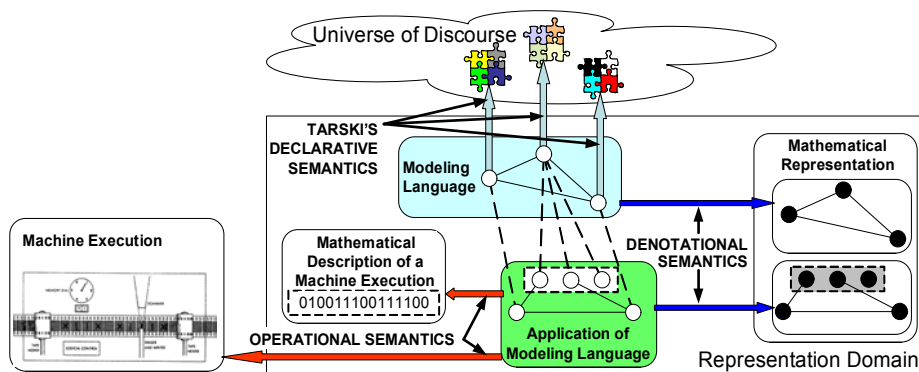 Universe of Discourse
TARSKI'S
DECLARATIVE
SEMANTICS
Modeling
Language
Mathematical
Representation
Machine Execution
Mathematical
Description of a
Machine Execution
010011100111100
DENOTATIONAL
SEMANTICS
OPERATIONAL SEMANTICS
Application of
Modeling Language
Representation Domain